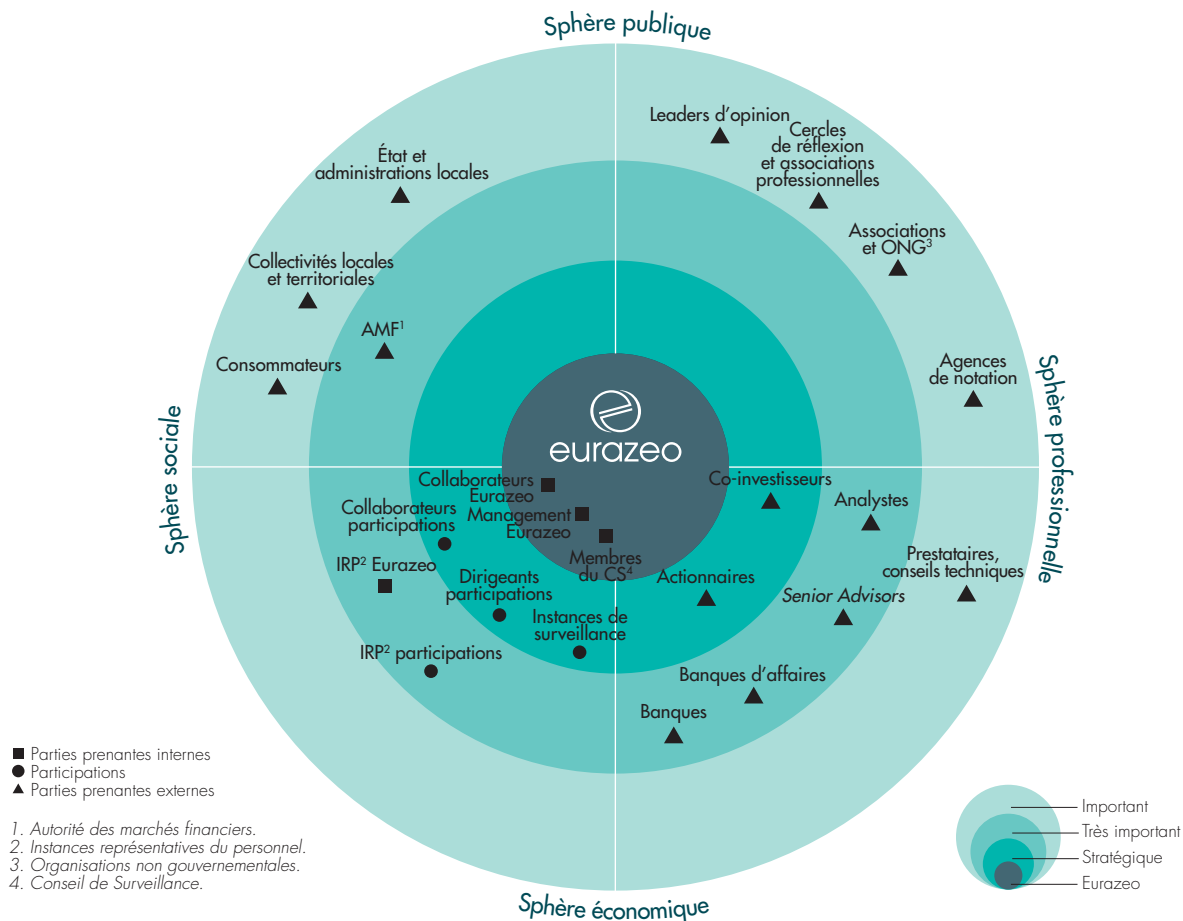 Sphère publique
Leaders d'opinion
Cercles
de réflexion
et associations
professionnelles
État et
administrations locales
Associations
et ONG³
Collectivités locales
et territoriales
AMF¹
Consommateurs
Agences
de notation
Sphère sociale
Sphère professionnelle
eurazeo
Collaborateurs
Eurazeo
Management
Eurazeo
Membres
du CS⁴
Co-investisseurs
Analystes
Collaborateurs
participations
IRP² Eurazeo
Dirigeants
participations
Instances de
surveillance
IRP² participations
Actionnaires
Prestataires,
conseils techniques
Senior Advisors
Banques d'affaires
Banques
Sphère économique
Parties prenantes internes
Participations
Parties prenantes externes
1. Autorité des marchés financiers.
2. Instances représentatives du personnel.
3. Organisations non gouvernementales.
4. Conseil de Surveillance.
Important
Très important
Stratégique
Eurazeo